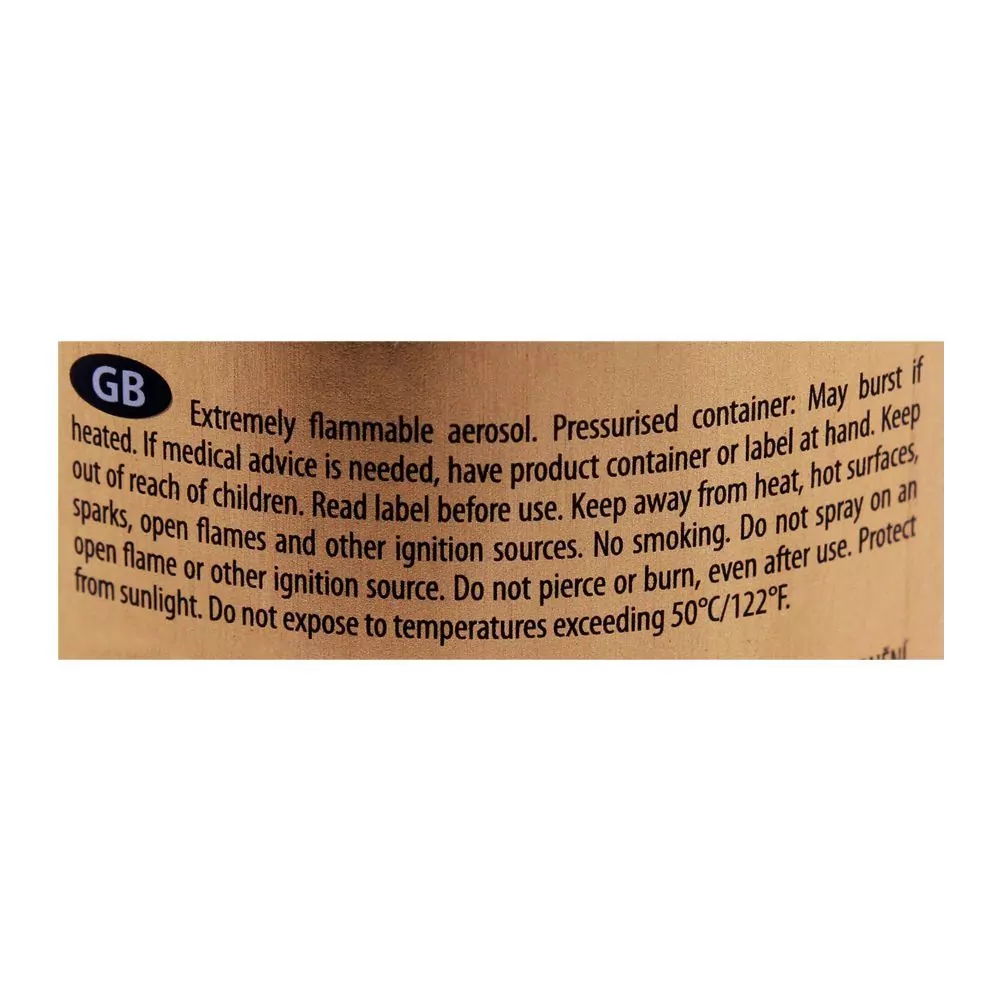 GB
Extremely flammable aerosol. Pressurised container: May burst if
heated. If medical advice is needed, have product container or label at hand. Keep
out of reach of children. Read label before use. Keep away from heat, hot surfaces,
sparks, open flames and other ignition sources. No smoking. Do not spray on an
open flame or other ignition source. Do not pierce or burn, even after use. Protect
from sunlight. Do not expose to temperatures exceeding 50°C/122°F.